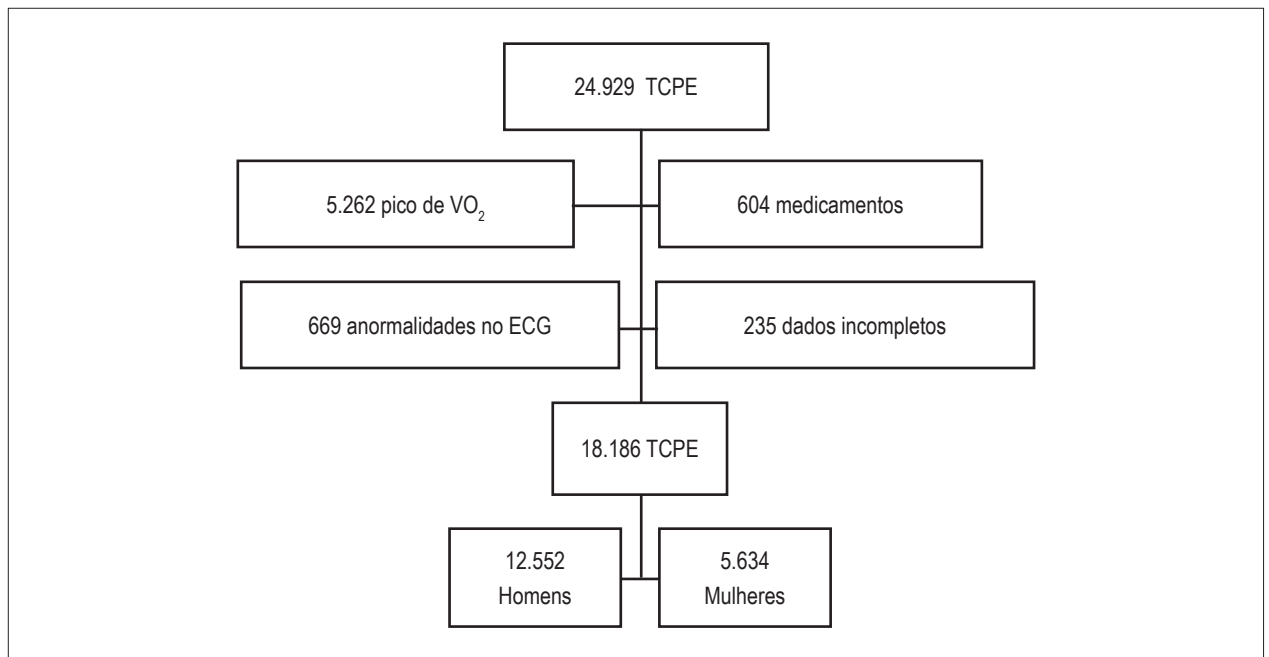 24.929 TCPE
5.262 pico de VO₂
604 medicamentos
669 anormalidades no ECG
235 dados incompletos
18.186 TCPE
12.552
Homens
5.634
Mulheres